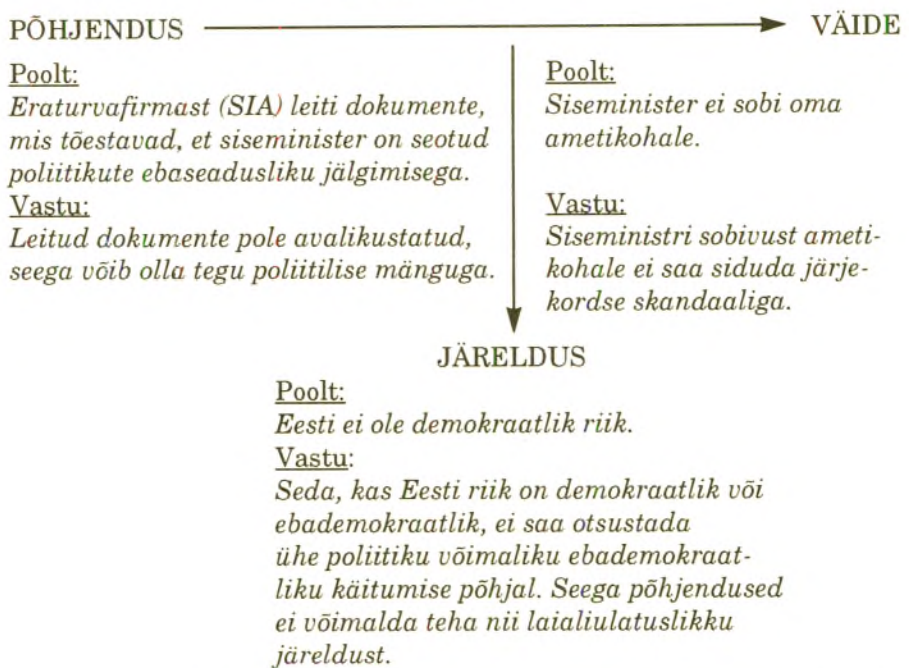 PÕHJENDUS VÄIDE
Poolt:
Eraturvafirmast (SIA) leiti dokumente,
mis tõestavad, et siseminister on seotud
poliitikute ebaseadusliku jälgimisega.
Vastu:
Leitud dokumente pole avalikustatud,
seega võib olla tegu poliitilise mänguga.
Poolt:
Siseminister ei sobi oma
ametikohale.
Vastu:
Siseministri sobivust ameti-
kohale ei saa siduda järje-
kordse skandaaliga.
JÄRELDUS
Poolt:
Eesti ei ole demokraatlik riik.
Vastu:
Seda, kas Eesti riik on demokraatlik või
ebademokraatlik, ei saa otsustada
ühe poliitiku võimaliku ebademokraat-
liku käitumise põhjal. Seega põhjendused
ei võimalda teha nii laialiulatuslikku
järeldust.